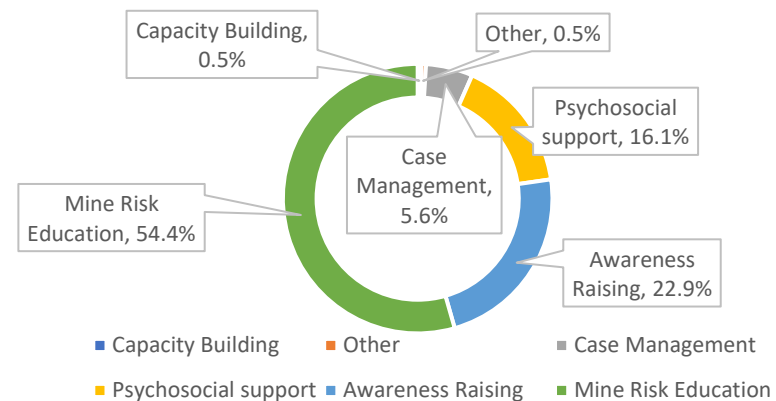 Capacity Building,
0.5%
Other, 0.5%
Psychosocial
support, 16.1%
Case
Management,
5.6%
Mine Risk
Education, 54.4%
Awareness
Raising, 22.9%
Capacity Building
Other
Case Management
Psychosocial support
Awareness Raising
Mine Risk Education